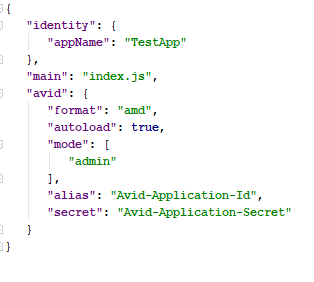 {
"identity": {
"appName": "TestApp"
},
"main": "index.js",
"avid": {
"format": "amd",
"autoload": true,
"mode": [
"admin"
],
"alias": "Avid-Application-Id",
"secret": "Avid-Application-Secret"
}
}